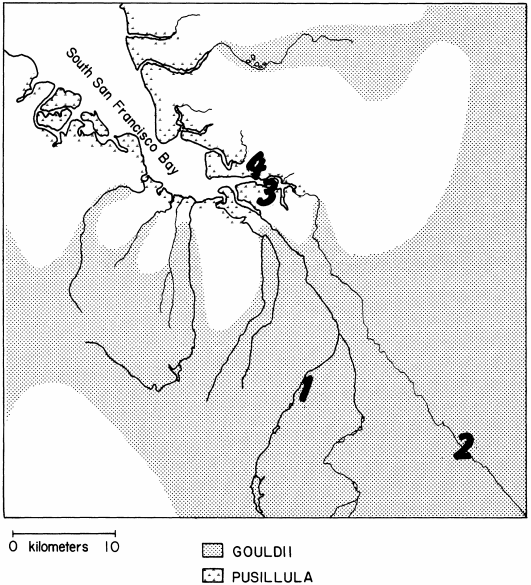 South San Francisco Bay
4
3
1
2
0 kilometers 10
GOULDII
PUSILLULA